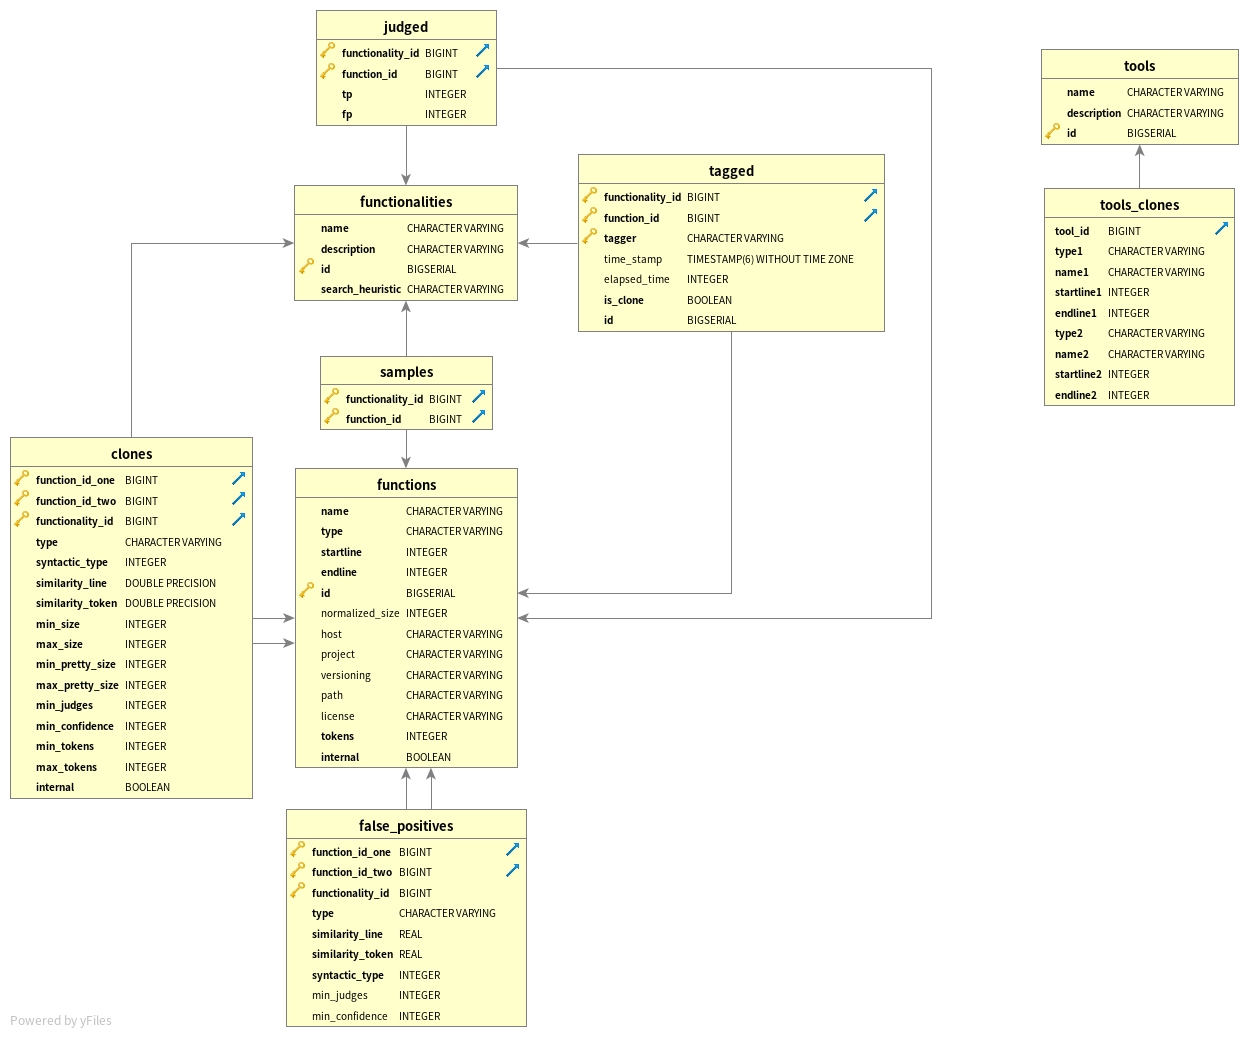 judged
functionality_id BIGINT
function_id BIGINT
tp INTEGER
fp INTEGER
functionalities
name CHARACTER VARYING
description CHARACTER VARYING
id BIGSERIAL
search_heuristic CHARACTER VARYING
tagged
functionality_id BIGINT
function_id BIGINT
tagger CHARACTER VARYING
time_stamp TIMESTAMP(6) WITHOUT TIME ZONE
elapsed_time INTEGER
is_clone BOOLEAN
id BIGSERIAL
tools
name CHARACTER VARYING
description CHARACTER VARYING
id BIGSERIAL
tools_clones
tool_id BIGINT
type1 CHARACTER VARYING
name1 CHARACTER VARYING
startline1 INTEGER
endline1 INTEGER
type2 CHARACTER VARYING
name2 CHARACTER VARYING
startline2 INTEGER
endline2 INTEGER
samples
functionality_id BIGINT
function_id BIGINT
clones
function_id_one BIGINT
function_id_two BIGINT
functionality_id BIGINT
type CHARACTER VARYING
syntactic_type INTEGER
similarity_line DOUBLE PRECISION
similarity_token DOUBLE PRECISION
min_size INTEGER
max_size INTEGER
min_pretty_size INTEGER
max_pretty_size INTEGER
min_judges INTEGER
min_confidence INTEGER
min_tokens INTEGER
max_tokens INTEGER
internal BOOLEAN
functions
name CHARACTER VARYING
type CHARACTER VARYING
startline INTEGER
endline INTEGER
id BIGSERIAL
normalized_size INTEGER
host CHARACTER VARYING
project CHARACTER VARYING
versioning CHARACTER VARYING
path CHARACTER VARYING
license CHARACTER VARYING
tokens INTEGER
internal BOOLEAN
false_positives
function_id_one BIGINT
function_id_two BIGINT
functionality_id BIGINT
type CHARACTER VARYING
similarity_line REAL
similarity_token REAL
syntactic_type INTEGER
min_judges INTEGER
min_confidence INTEGER
Powered by yFiles